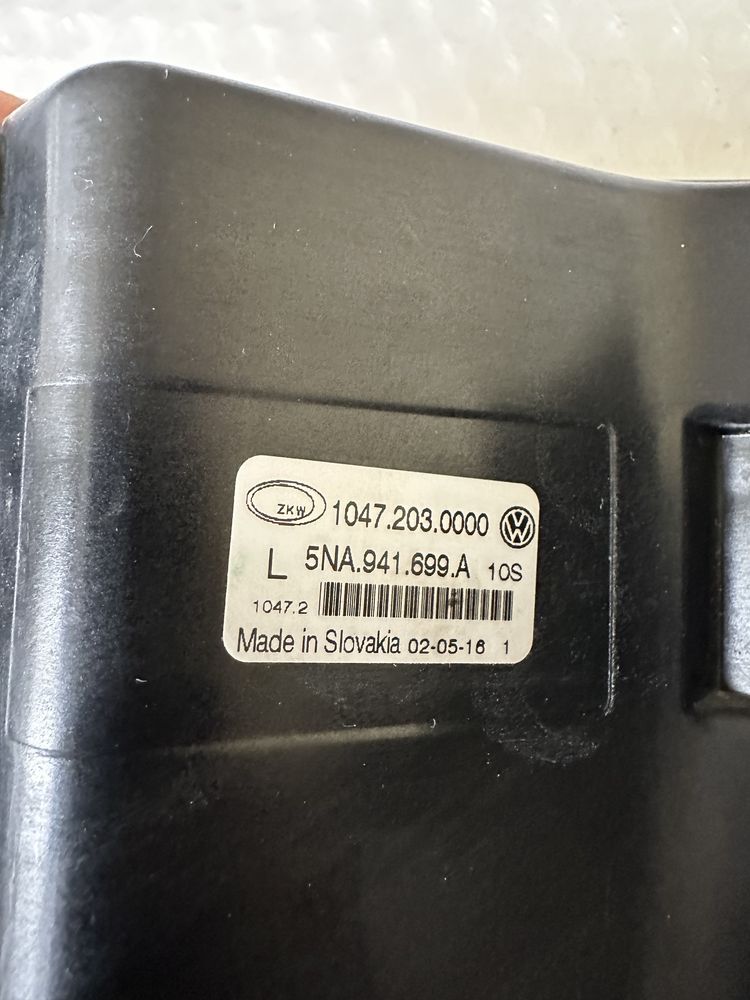 ZKW 1047.203.0000
L 5NA.941.699.A 10S
1047.2
Made in Slovakia 02-05-16 1